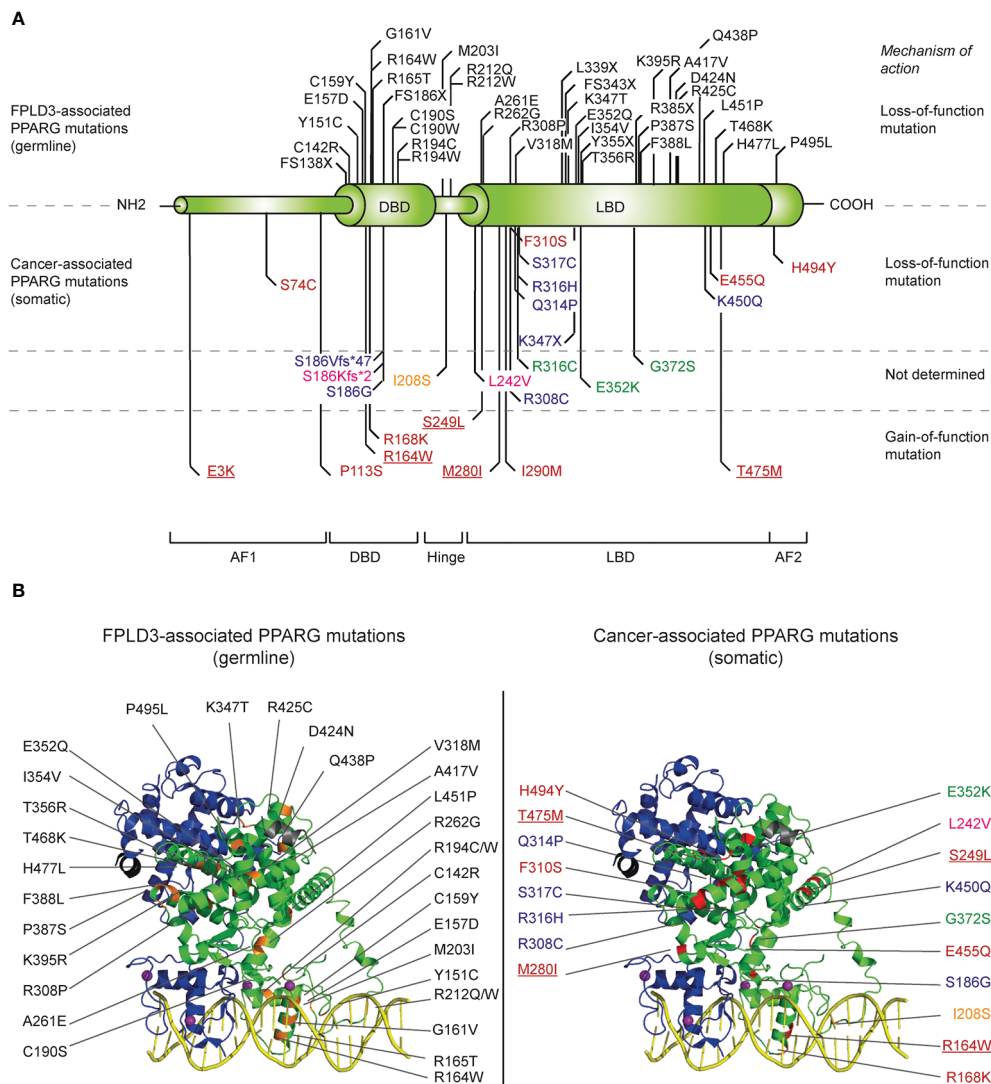 A
G161V
R164W
R165T
FS186X
C159Y
E157D
Y151C
C142R
FS138X
C190S
C190W
R194C
R194W
M203I
R212Q
R212W
A261E
R262G
R308P
V318M
L339X
FS343X
K347T
E352Q
I354V
Y355X
T356R
K395R
R385X
P387S
F388L
Q438P
A417V
D424N
R425C
L451P
T468K
H477L
P495L
Mechanism of
action
FPLD3-associated
PPARG mutations
(germline)
Loss-of-function
mutation
NH2
DBD
LBD
COOH
Cancer-associated
PPARG mutations
(somatic)
S74C
F310S
S317C
R316H
Q314P
K347X
E455Q
K450Q
H494Y
Loss-of-function
mutation
S186Vfs*47
S186Kfs*2
S186G
I208S
L242V
R316C
R308C
E352K
G372S
Not determined
E3K
P113S
R168K
R164W
S249L
M280I
I290M
T475M
Gain-of-function
mutation
AF1
DBD
Hinge
LBD
AF2
B
FPLD3-associated PPARG mutations
(germline)
P495L
K347T
R425C
D424N
Q438P
E352Q
I354V
T356R
T468K
H477L
F388L
P387S
K395R
R308P
A261E
C190S
V318M
A417V
L451P
R262G
R194C/W
C142R
C159Y
E157D
M203I
Y151C
R212Q/W
G161V
R165T
R164W
Cancer-associated PPARG mutations
(somatic)
H494Y
T475M
Q314P
F310S
S317C
R316H
R308C
M280I
E352K
L242V
S249L
K450Q
G372S
E455Q
S186G
I208S
R164W
R168K